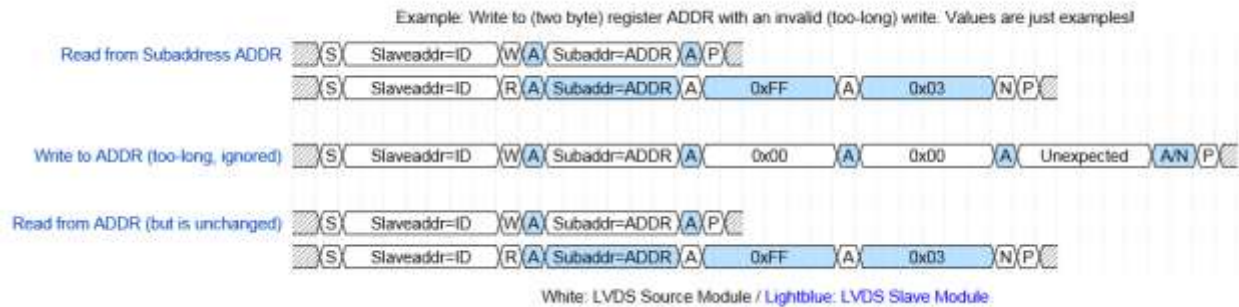 Example: Write to (two byte) register ADDR with an invalid (too-long) write. Values are just examples!
Read from Subaddress ADDR S Slaveaddr=ID W A Subaddr=ADDR A P
S Slaveaddr=ID R A Subaddr=ADDR A 0xFF A 0x03 N P
Write to ADDR (too-long, ignored) S Slaveaddr=ID W A Subaddr=ADDR A 0x00 A 0x00 A Unexpected A/N P
Read from ADDR (but is unchanged) S Slaveaddr=ID W A Subaddr=ADDR A P
S Slaveaddr=ID R A Subaddr=ADDR A 0xFF A 0x03 N P
White: LVDS Source Module / Lightblue: LVDS Slave Module